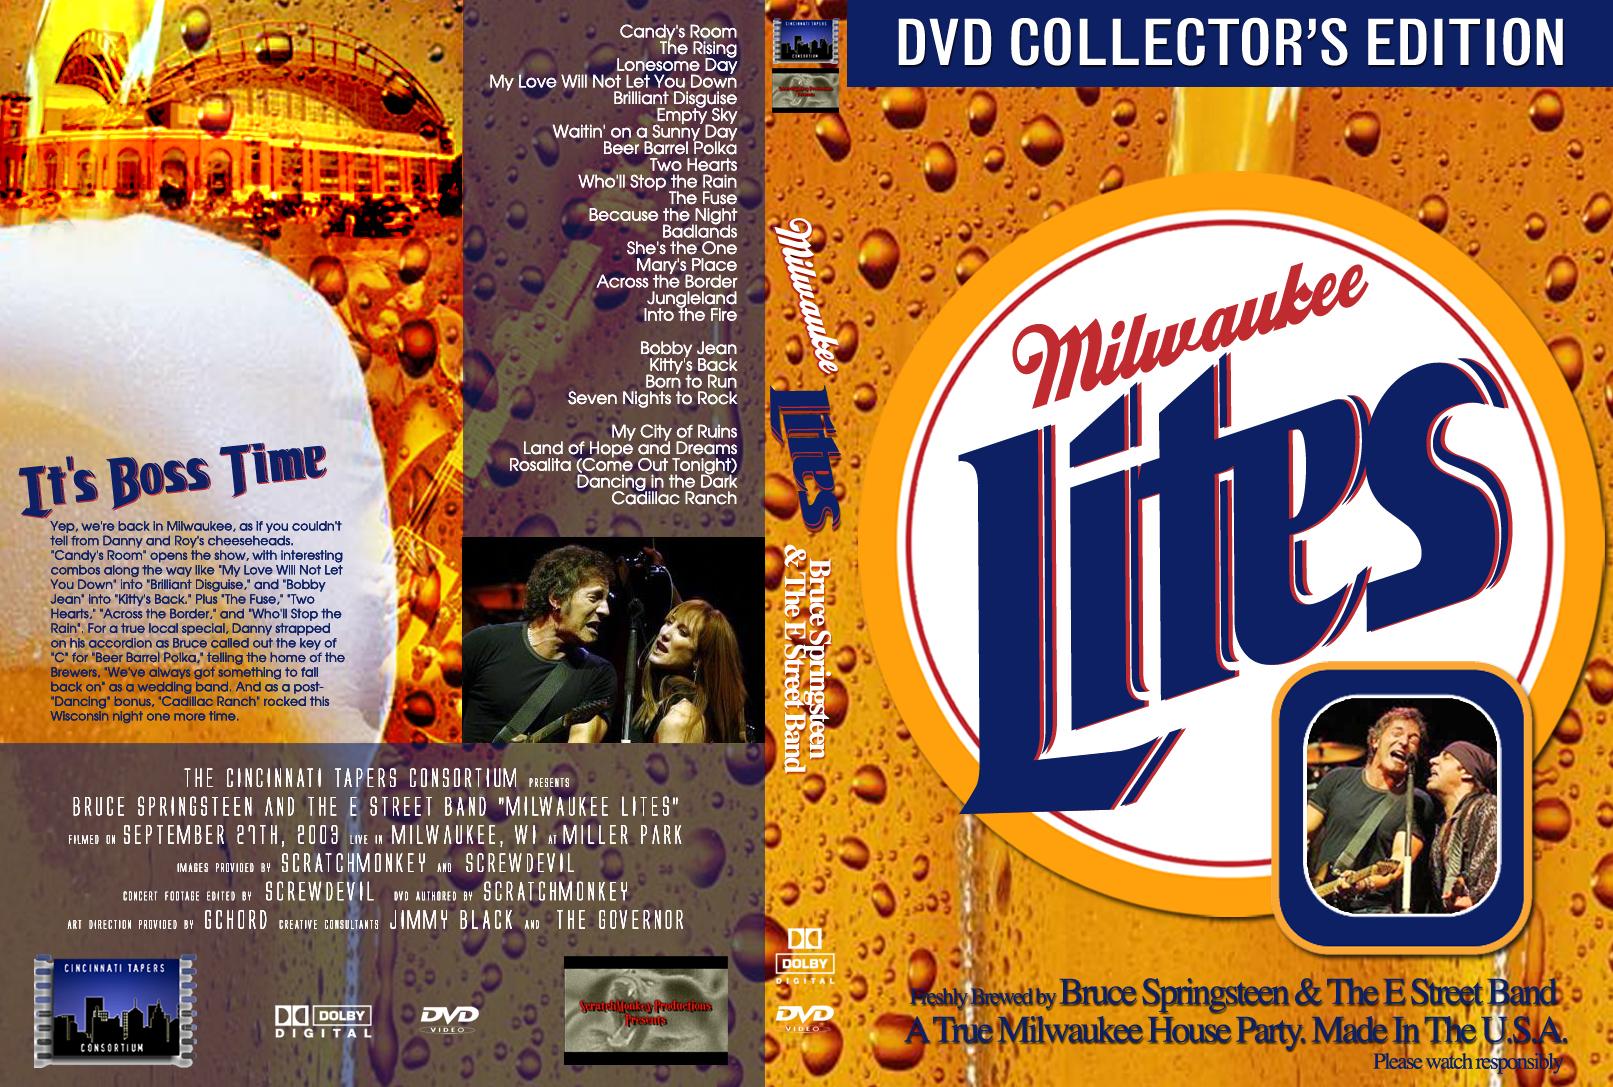 Candy's Room
The Rising
Lonesome Day
My Love Will Not Let You Down
Brilliant Disguise
Empty Sky
Waitin' on a Sunny Day
Beer Barrel Polka
Two Hearts
Who'll Stop the Rain
The Fuse
Because the Night
Badlands
She's the One
Mary's Place
Across the Border
Jungleland
Into the Fire
Bobby Jean
Kitty's Back
Born to Run
Seven Nights to Rock
My City of Ruins
Land of Hope and Dreams
Rosalita (Come Out Tonight)
Dancing in the Dark
Cadillac Ranch
It's Boss Time
Yep, we're back in Milwaukee, as if you couldn't
tell from Danny and Roy's cheeseheads.
"Candy's Room" opens the show, with interesting
combos along the way like "My Love Will Not Let
You Down" into "Brilliant Disguise," and "Bobby
Jean" into "Kitty's Back." Plus "The Fuse," "Two
Hearts," "Across the Border," and "Who'll Stop the
Rain". For a true local special, Danny strapped
on his accordion as Bruce called out the key of
"C" for "Beer Barrel Polka," telling the home of the
Brewers, "We've always got something to fall
back on" as a wedding band. And as a post-
"Dancing" bonus, "Cadillac Ranch" rocked this
Wisconsin night one more time.
THE CINCINNATI TAPERS CONSORTIUM PRESENTS
BRUCE SPRINGSTEEN AND THE E STREET BAND "MILWAUKEE LITES"
FILMED ON SEPTEMBER 27TH, 2003 LIVE IN MILWAUKEE, WI AT MILLER PARK
IMAGES PROVIDED BY SCRATCHMONKEY AND SCREWDEVIL
CONCERT FOOTAGE EDITED BY SCREWDEVIL DVD AUTHORED BY SCRATCHMONKEY
ART DIRECTION PROVIDED BY GCHORD CREATIVE CONSULTANTS JIMMY BLACK AND THE GOVERNOR
CINCINNATI TAPERS
CONSORTIUM
DOLBY
DIGITAL
DVD
VIDEO
ScratchMonkey Productions
Presents
CINCINNATI TAPERS
CONSORTIUM
ScratchMonkey Productions
Presents
Milwaukee
Lites
Bruce Springsteen
& The E Street Band
DOLBY
DIGITAL
DVD
VIDEO
DVD COLLECTOR'S EDITION
Milwaukee
Lites
Freshly Brewed by Bruce Springsteen & The E Street Band
A True Milwaukee House Party. Made In The U.S.A.
Please watch responsibly